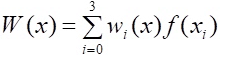 W(x) = \sum_{i=0}^{3} w_i(x) f(x_i)